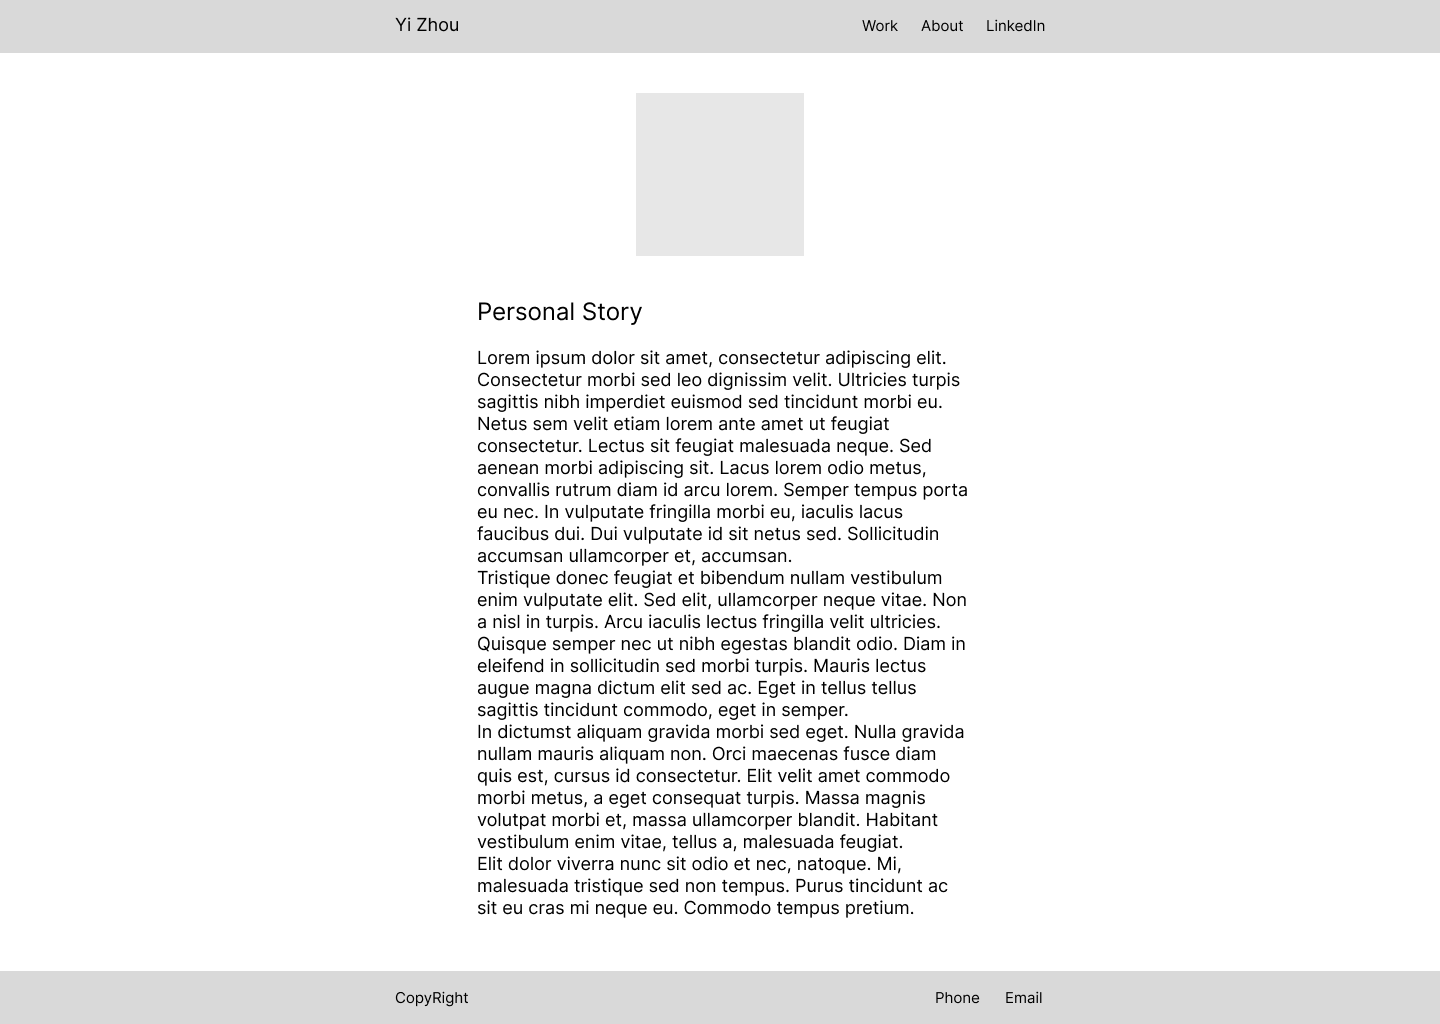 Yi Zhou
Work About LinkedIn
Personal Story
Lorem ipsum dolor sit amet, consectetur adipiscing elit.
Consectetur morbi sed leo dignissim velit. Ultricies turpis
sagittis nibh imperdiet euismod sed tincidunt morbi eu.
Netus sem velit etiam lorem ante amet ut feugiat
consectetur. Lectus sit feugiat malesuada neque. Sed
aenean morbi adipiscing sit. Lacus lorem odio metus,
convallis rutrum diam id arcu lorem. Semper tempus porta
eu nec. In vulputate fringilla morbi eu, iaculis lacus
faucibus dui. Dui vulputate id sit netus sed. Sollicitudin
accumsan ullamcorper et, accumsan.
Tristique donec feugiat et bibendum nullam vestibulum
enim vulputate elit. Sed elit, ullamcorper neque vitae. Non
a nisl in turpis. Arcu iaculis lectus fringilla velit ultricies.
Quisque semper nec ut nibh egestas blandit odio. Diam in
eleifend in sollicitudin sed morbi turpis. Mauris lectus
augue magna dictum elit sed ac. Eget in tellus tellus
sagittis tincidunt commodo, eget in semper.
In dictumst aliquam gravida morbi sed eget. Nulla gravida
nullam mauris aliquam non. Orci maecenas fusce diam
quis est, cursus id consectetur. Elit velit amet commodo
morbi metus, a eget consequat turpis. Massa magnis
volutpat morbi et, massa ullamcorper blandit. Habitant
vestibulum enim vitae, tellus a, malesuada feugiat.
Elit dolor viverra nunc sit odio et nec, natoque. Mi,
malesuada tristique sed non tempus. Purus tincidunt ac
sit eu cras mi neque eu. Commodo tempus pretium.
CopyRight
Phone Email